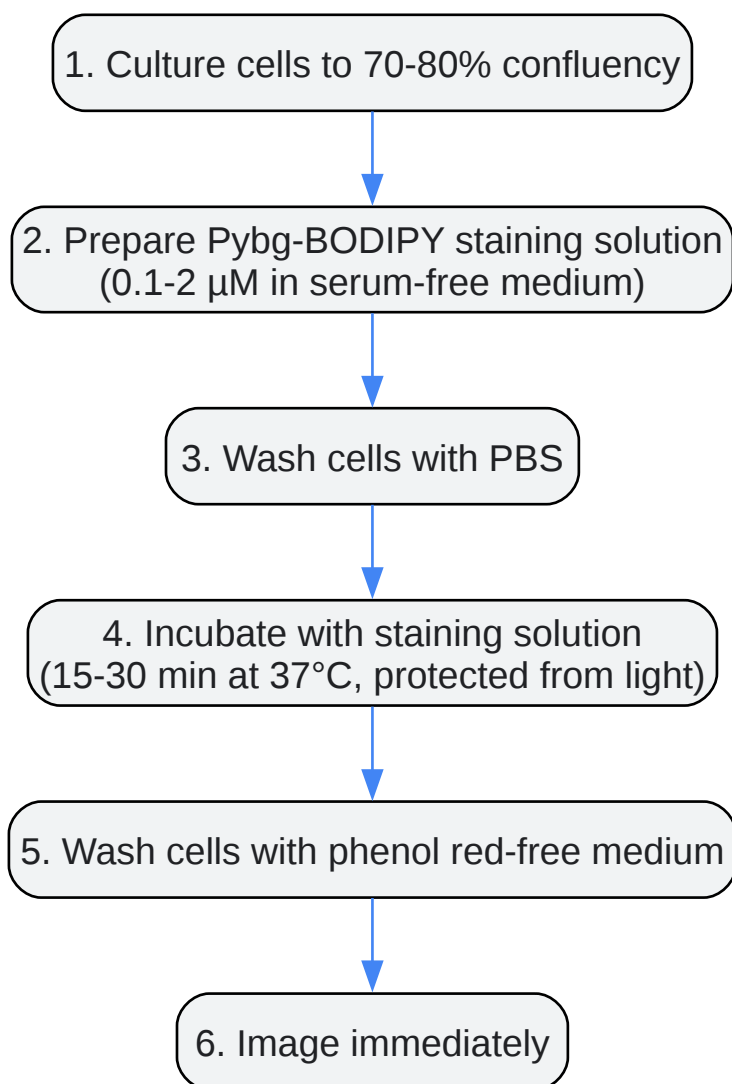 1. Culture cells to 70-80% confluency
2. Prepare Pybg-BODIPY staining solution
(0.1-2 µM in serum-free medium)
3. Wash cells with PBS
4. Incubate with staining solution
(15-30 min at 37°C, protected from light)
5. Wash cells with phenol red-free medium
6. Image immediately